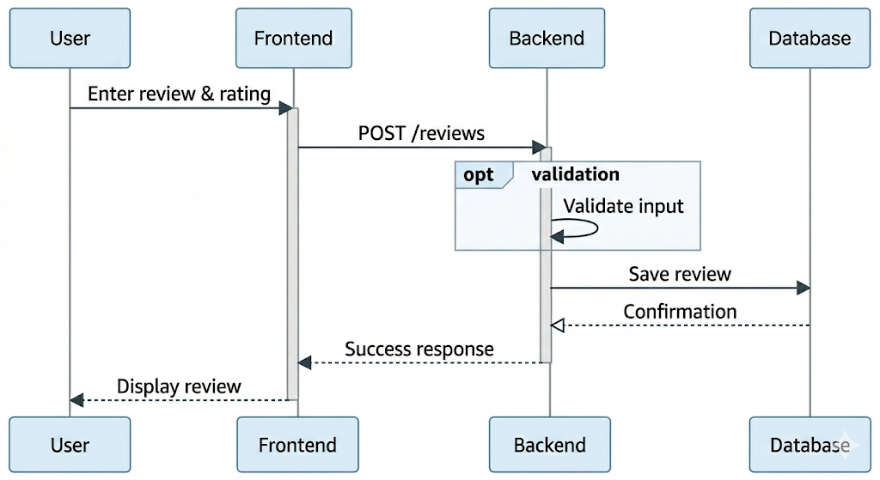 User
Frontend
Backend
Database
Enter review & rating
POST /reviews
opt validation
Validate input
Save review
Confirmation
Success response
Display review
User
Frontend
Backend
Database